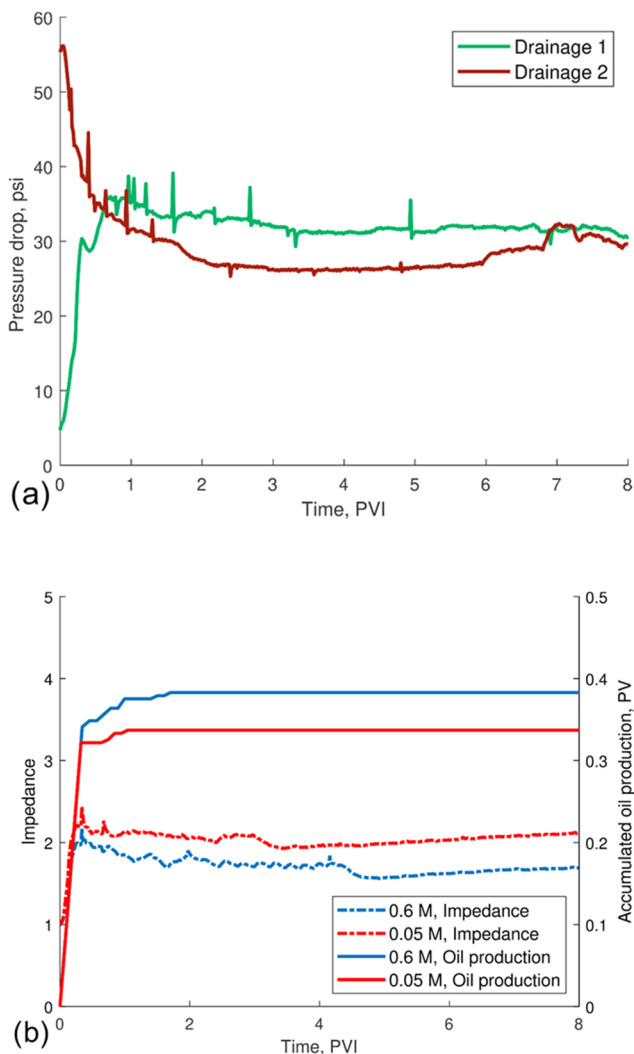 60
50
40
30
20
10
0
Pressure drop, psi
Drainage 1
Drainage 2
0 1 2 3 4 5 6 7 8
Time, PVI
(a)
5
4
3
2
1
0
Impedance
0.5
0.4
0.3
0.2
0.1
0
Accumulated oil production, PV
0.6 M, Impedance
0.05 M, Impedance
0.6 M, Oil production
0.05 M, Oil production
0 2 4 6 8
Time, PVI
(b)